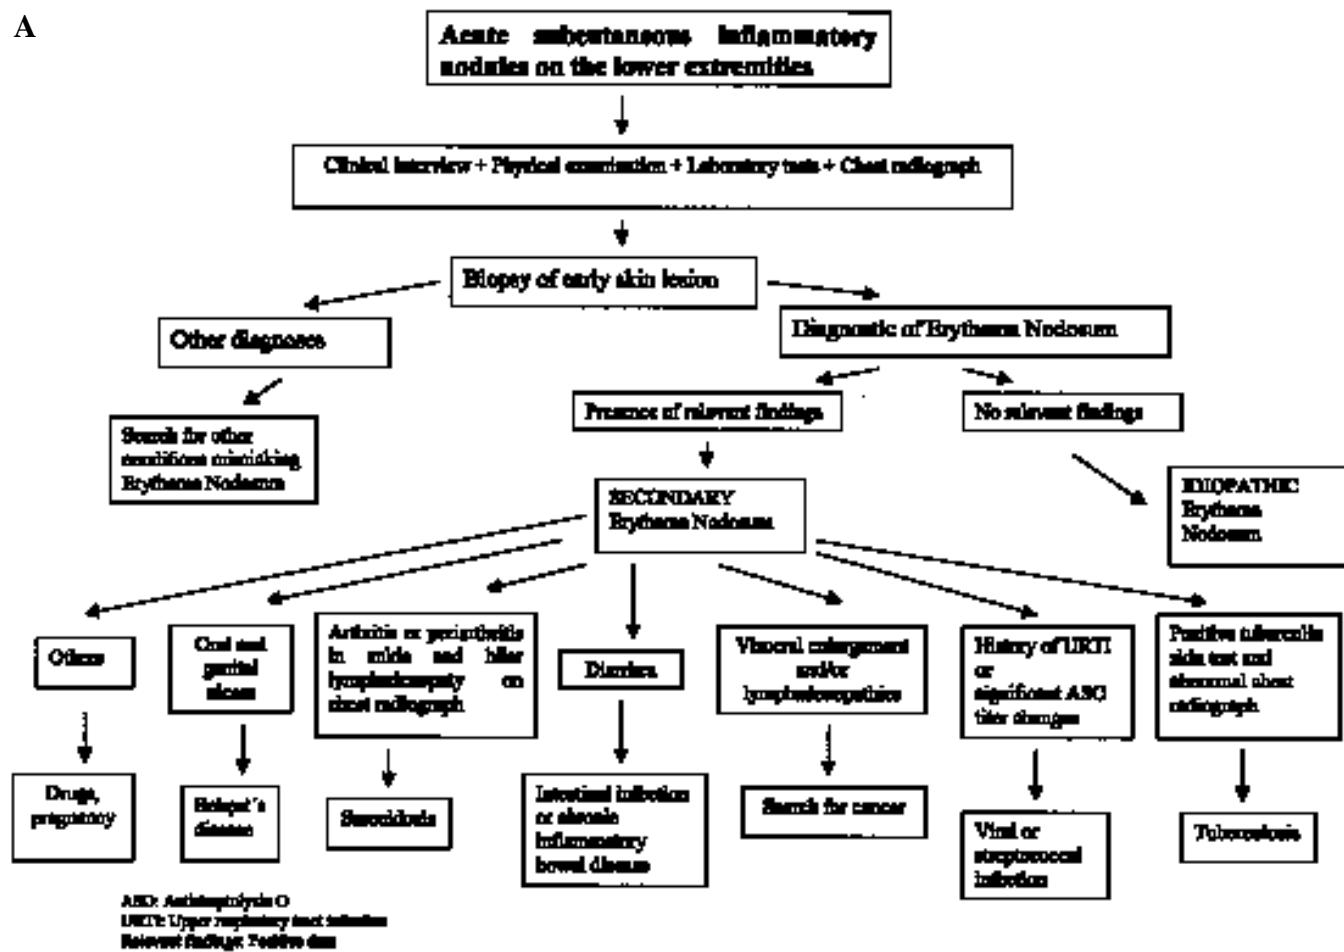 A
Acute subcutaneous inflammatory
nodules on the lower extremities
Clinical interview + Physical examination + Laboratory tests + Chest radiograph
Biopsy of early skin lesion
Other diagnoses
Diagnostic of Erythema Nodosum
Search for other
conditions mimicking
Erythema Nodosum
Presence of relevant findings
No relevant findings
SECONDARY
Erythema Nodosum
IDIOPATHIC
Erythema
Nodosum
Others
Oral and
genital
ulcers
Arthritis or periarthritis
in ankle and hilar
lymphadenopaty on
chest radiograph
Diarrhea
Visceral enlargement
and/or
lymphadenopathies
History of URTI
or
significant ASO
titer changes
Positive tuberculin
skin test and
abnormal chest
radiograph
Drugs,
pregnancy
Behçet´s
disease
Sarcoidosis
Intestinal infection
or chronic
inflammatory
bowel disease
Search for cancer
Viral or
streptococcal
infection
Tuberculosis
ASO: Antistreptolysin O
URTI: Upper respiratory tract infection
Relevant findings: Positive data